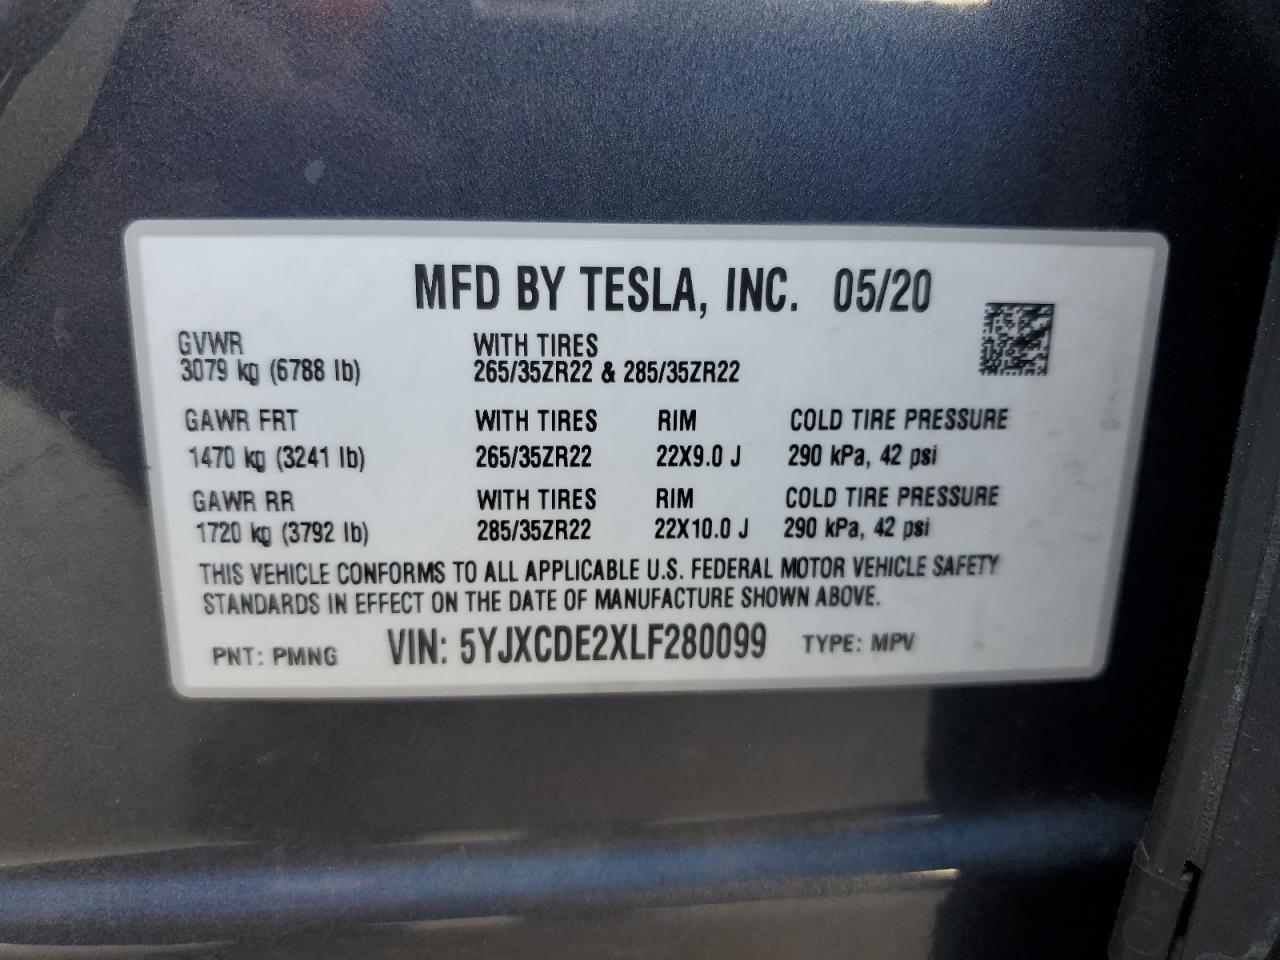 MFD BY TESLA, INC. 05/20
GVWR WITH TIRES
3079 kg (6788 lb) 265/35ZR22 & 285/35ZR22
GAWR FRT WITH TIRES RIM COLD TIRE PRESSURE
1470 kg (3241 lb) 265/35ZR22 22X9.0 J 290 kPa, 42 psi
GAWR RR WITH TIRES RIM COLD TIRE PRESSURE
1720 kg (3792 lb) 285/35ZR22 22X10.0 J 290 kPa, 42 psi
THIS VEHICLE CONFORMS TO ALL APPLICABLE U.S. FEDERAL MOTOR VEHICLE SAFETY
STANDARDS IN EFFECT ON THE DATE OF MANUFACTURE SHOWN ABOVE.
PNT: PMNG VIN: 5YJXCDE2XLF280099 TYPE: MPV